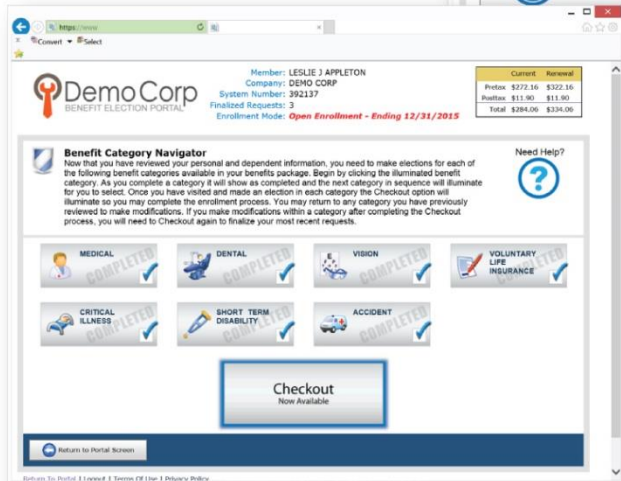 https://www
Convert Select
Member: LESLIE J APPLETON
Company: DEMO CORP
System Number: 392137
Finalized Requests: 3
Enrollment Mode: Open Enrollment - Ending 12/31/2015
DemoCorp
BENEFIT ELECTION PORTAL
Current Renewal
Pretax $272.16 $322.16
Posttax $11.90 $11.90
Total $284.06 $334.06
Benefit Category Navigator
Now that you have reviewed your personal and dependent information, you need to make elections for each of
the following benefit categories available in your benefits package. Begin by clicking the illuminated benefit
category. As you complete a category it will show as completed and the next category in sequence will illuminate
for you to select. Once you have visited and made an election in each category the Checkout option will
illuminate so you may complete the enrollment process. You may return to any category you have previously
reviewed to make modifications. If you make modifications within a category after completing the Checkout
process, you will need to Checkout again to finalize your most recent requests.
Need Help?
?
MEDICAL
COMPLETED
DENTAL
COMPLETED
VISION
COMPLETED
VOLUNTARY
LIFE
INSURANCE
COMPLETED
CRITICAL
ILLNESS
COMPLETED
SHORT TERM
DISABILITY
COMPLETED
ACCIDENT
COMPLETED
Checkout
Now Available
Return to Portal Screen
Return To Portal | Logout | Terms Of Use | Privacy Policy